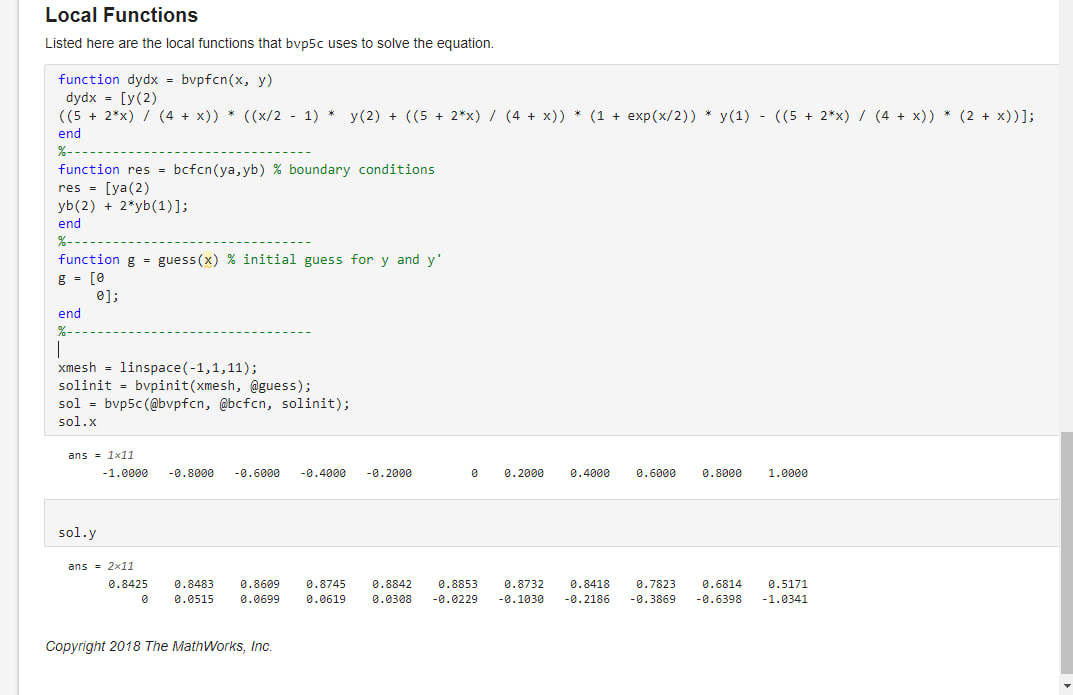 Local Functions
Listed here are the local functions that bvp5c uses to solve the equation.
function dydx = bvpfcn(x, y)
dydx = [y(2)
((5 + 2*x) / (4 + x)) * ((x/2 - 1) *  y(2) + ((5 + 2*x) / (4 + x)) * (1 + exp(x/2)) * y(1) - ((5 + 2*x) / (4 + x)) * (2 + x))];
end
%--------------------------------
function res = bcfcn(ya,yb) % boundary conditions
res = [ya(2)
yb(2) + 2*yb(1)];
end
%--------------------------------
function g = guess(x) % initial guess for y and y'
g = [0
0];
end
%--------------------------------
xmesh = linspace(-1,1,11);
solinit = bvpinit(xmesh, @guess);
sol = bvp5c(@bvpfcn, @bcfcn, solinit);
sol.x
ans = 1×11
-1.0000 -0.8000 -0.6000 -0.4000 -0.2000 0 0.2000 0.4000 0.6000 0.8000 1.0000
sol.y
ans = 2×11
0.8425 0.8483 0.8609 0.8745 0.8842 0.8853 0.8732 0.8418 0.7823 0.6814 0.5171
0 0.0515 0.0699 0.0619 0.0308 -0.0229 -0.1030 -0.2186 -0.3869 -0.6398 -1.0341
Copyright 2018 The MathWorks, Inc.